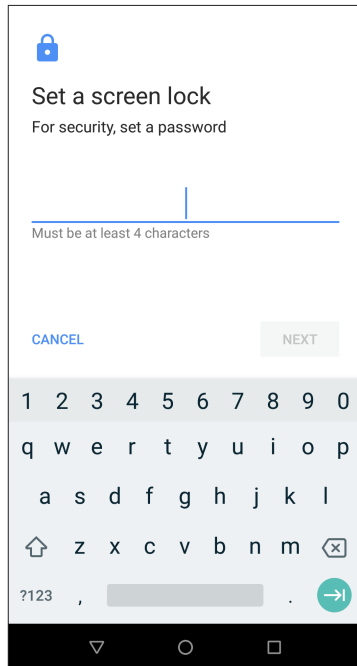 Set a screen lock
For security, set a password
Must be at least 4 characters
CANCEL NEXT
1 2 3 4 5 6 7 8 9 0
q w e r t y u i o p
a s d f g h j k l
z x c v b n m
?123 , .